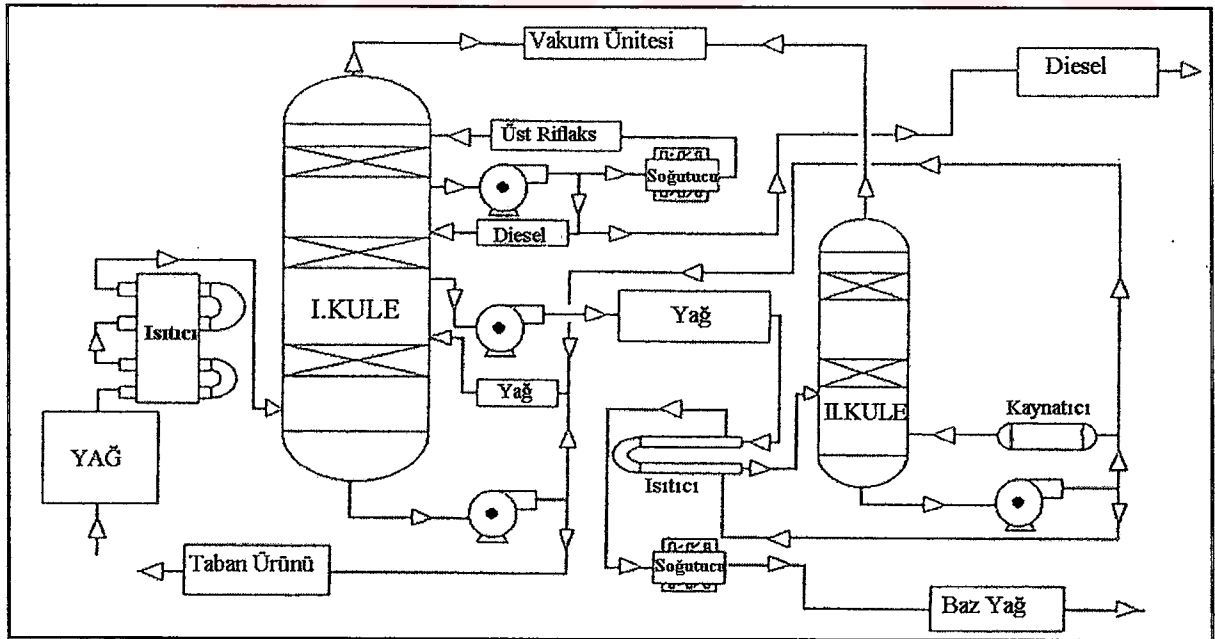 Vakum Ünitesi
Diesel
Üst Riflaks
Soğutucu
Diesel
I.KULE
Yağ
Isıtıcı
Yağ
II.KULE
Kaynatıcı
YAĞ
Isıtıcı
Taban Ürünü
Soğutucu
Baz Yağ